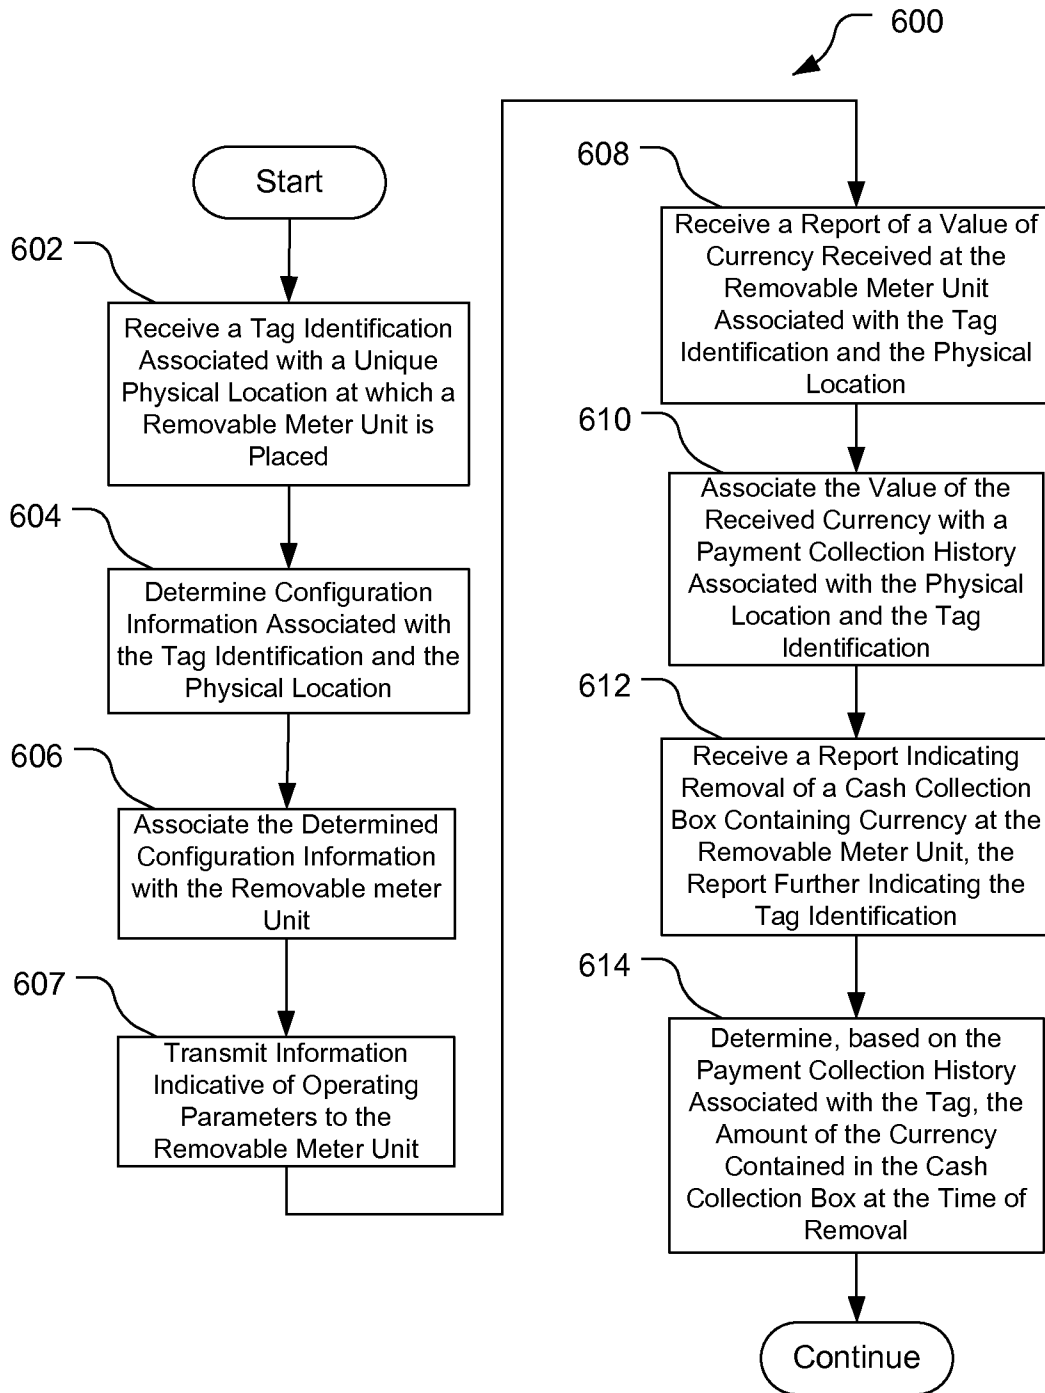 600
Start
602
Receive a Tag Identification
Associated with a Unique
Physical Location at which a
Removable Meter Unit is
Placed
604
Determine Configuration
Information Associated with
the Tag Identification and the
Physical Location
606
Associate the Determined
Configuration Information
with the Removable meter
Unit
607
Transmit Information
Indicative of Operating
Parameters to the
Removable Meter Unit
608
Receive a Report of a Value of
Currency Received at the
Removable Meter Unit
Associated with the Tag
Identification and the Physical
Location
610
Associate the Value of the
Received Currency with a
Payment Collection History
Associated with the Physical
Location and the Tag
Identification
612
Receive a Report Indicating
Removal of a Cash Collection
Box Containing Currency at the
Removable Meter Unit, the
Report Further Indicating the
Tag Identification
614
Determine, based on the
Payment Collection History
Associated with the Tag, the
Amount of the Currency
Contained in the Cash
Collection Box at the Time of
Removal
Continue